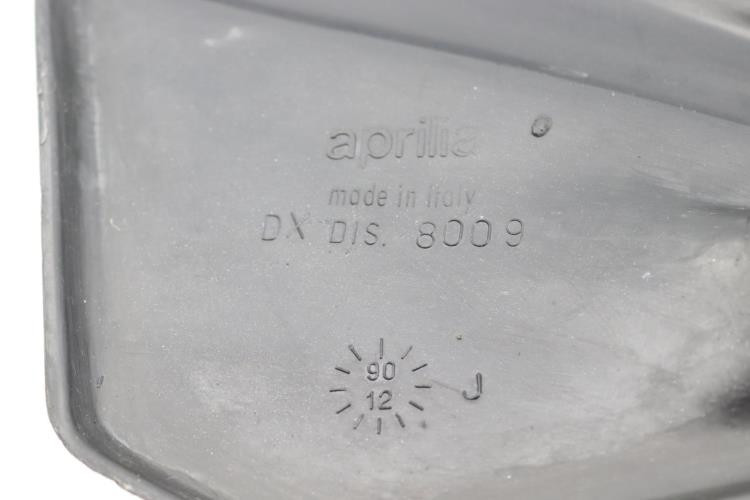 aprilia
made in Italy
DX DIS. 8009
90
12 J